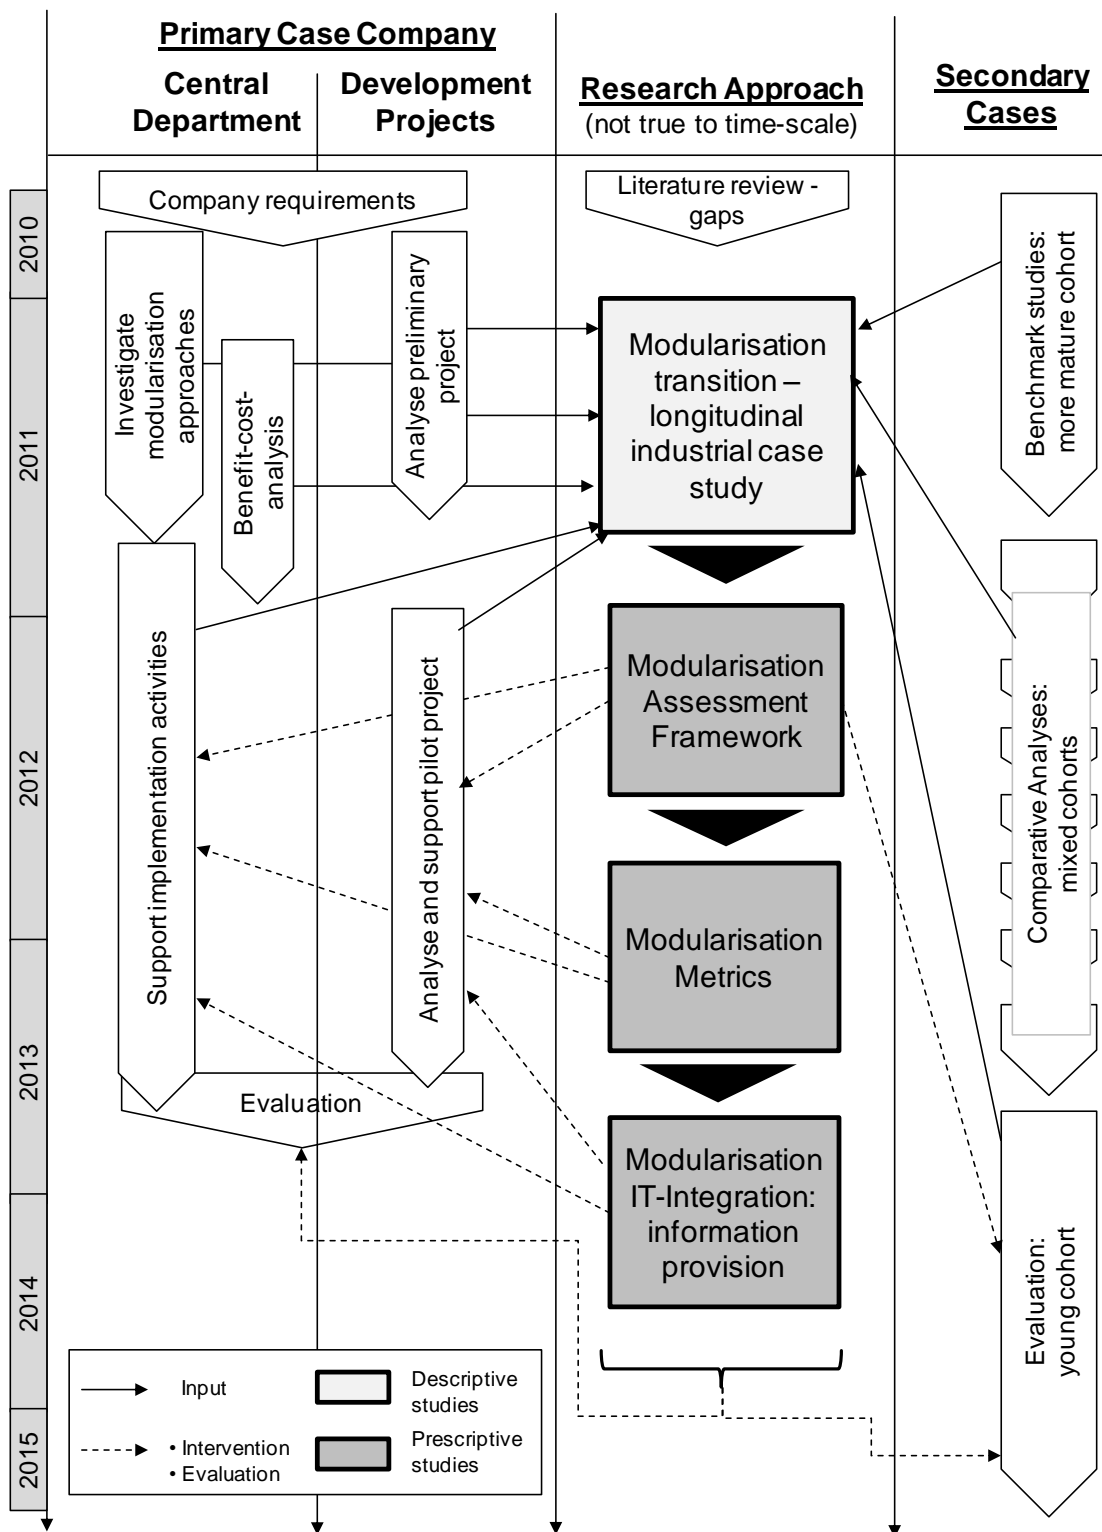 Primary Case Company
Central
Department
Development
Projects
Research Approach
(not true to time-scale)
Secondary
Cases
2010
2011
2012
2013
2014
2015
Company requirements
Literature review -
gaps
Investigate
modularisation
approaches
Benefit-cost-
analysis
Analyse preliminary
project
Modularisation
transition –
longitudinal
industrial case
study
Benchmark studies:
more mature cohort
Support implementation activities
Analyse and support pilot project
Modularisation
Assessment
Framework
Comparative Analyses:
mixed cohorts
Modularisation
Metrics
Evaluation
Modularisation
IT-Integration:
information
provision
Evaluation:
young cohort
Input
Descriptive
studies
• Intervention
• Evaluation
Prescriptive
studies